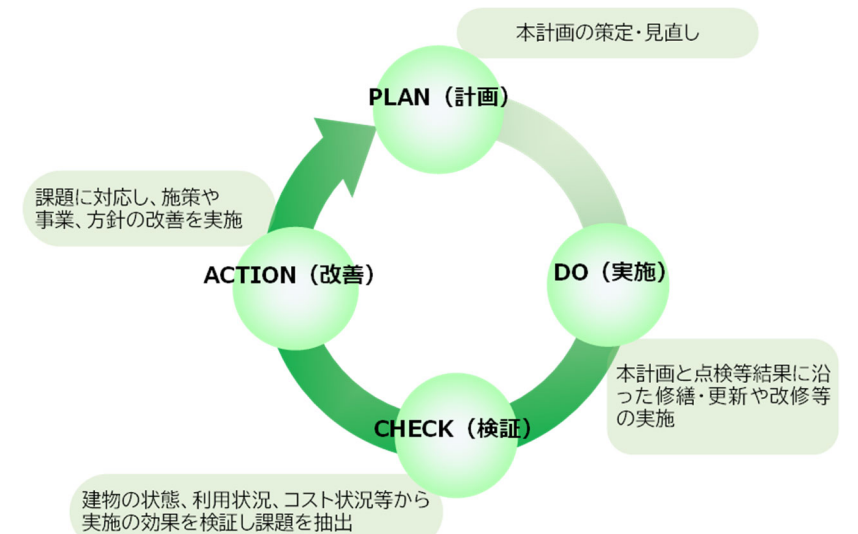 本計画の策定・見直し
PLAN（計画）
課題に対応し、施策や
事業、方針の改善を実施
ACTION（改善）
DO（実施）
本計画と点検等結果に沿
った修繕・更新や改修等
の実施
CHECK（検証）
建物の状態、利用状況、コスト状況等から
実施の効果を検証し課題を抽出